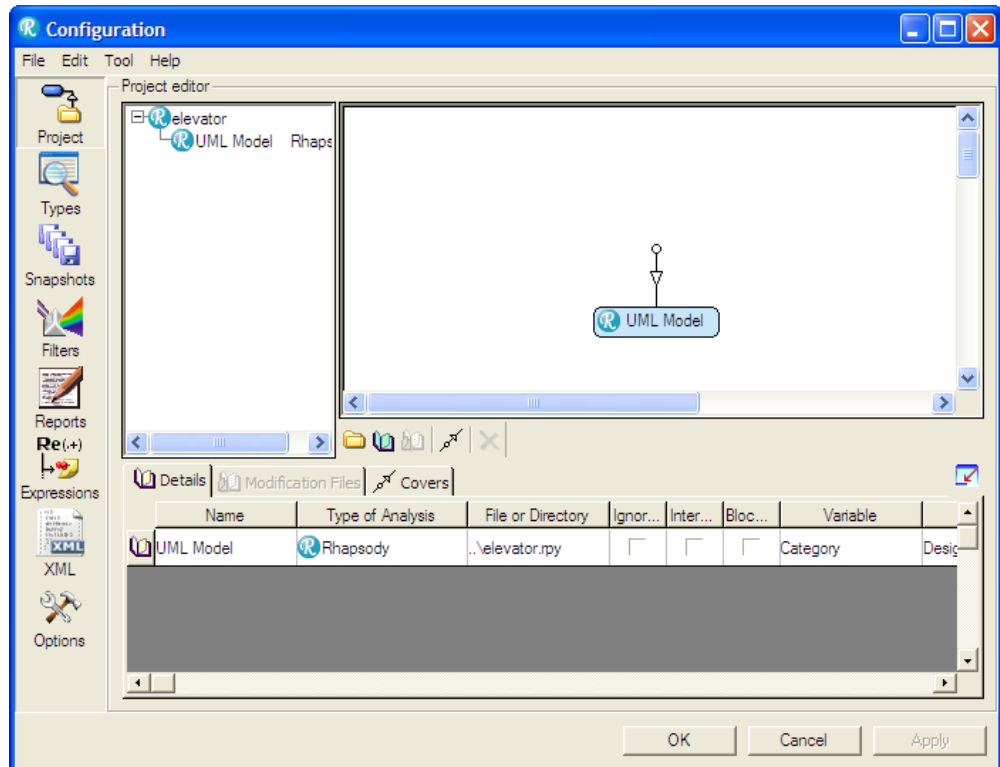 Configuration
File Edit Tool Help
Project editor
Project
Types
Snapshots
Filters
Reports
Re(.+)
Expressions
XML
XML
Options
elevator
UML Model Rhaps
UML Model
Details Modification Files Covers
Name Type of Analysis File or Directory Ignor... Inter... Bloc... Variable
UML Model Rhapsody ..\elevator.rpy Category Desig
OK Cancel Apply